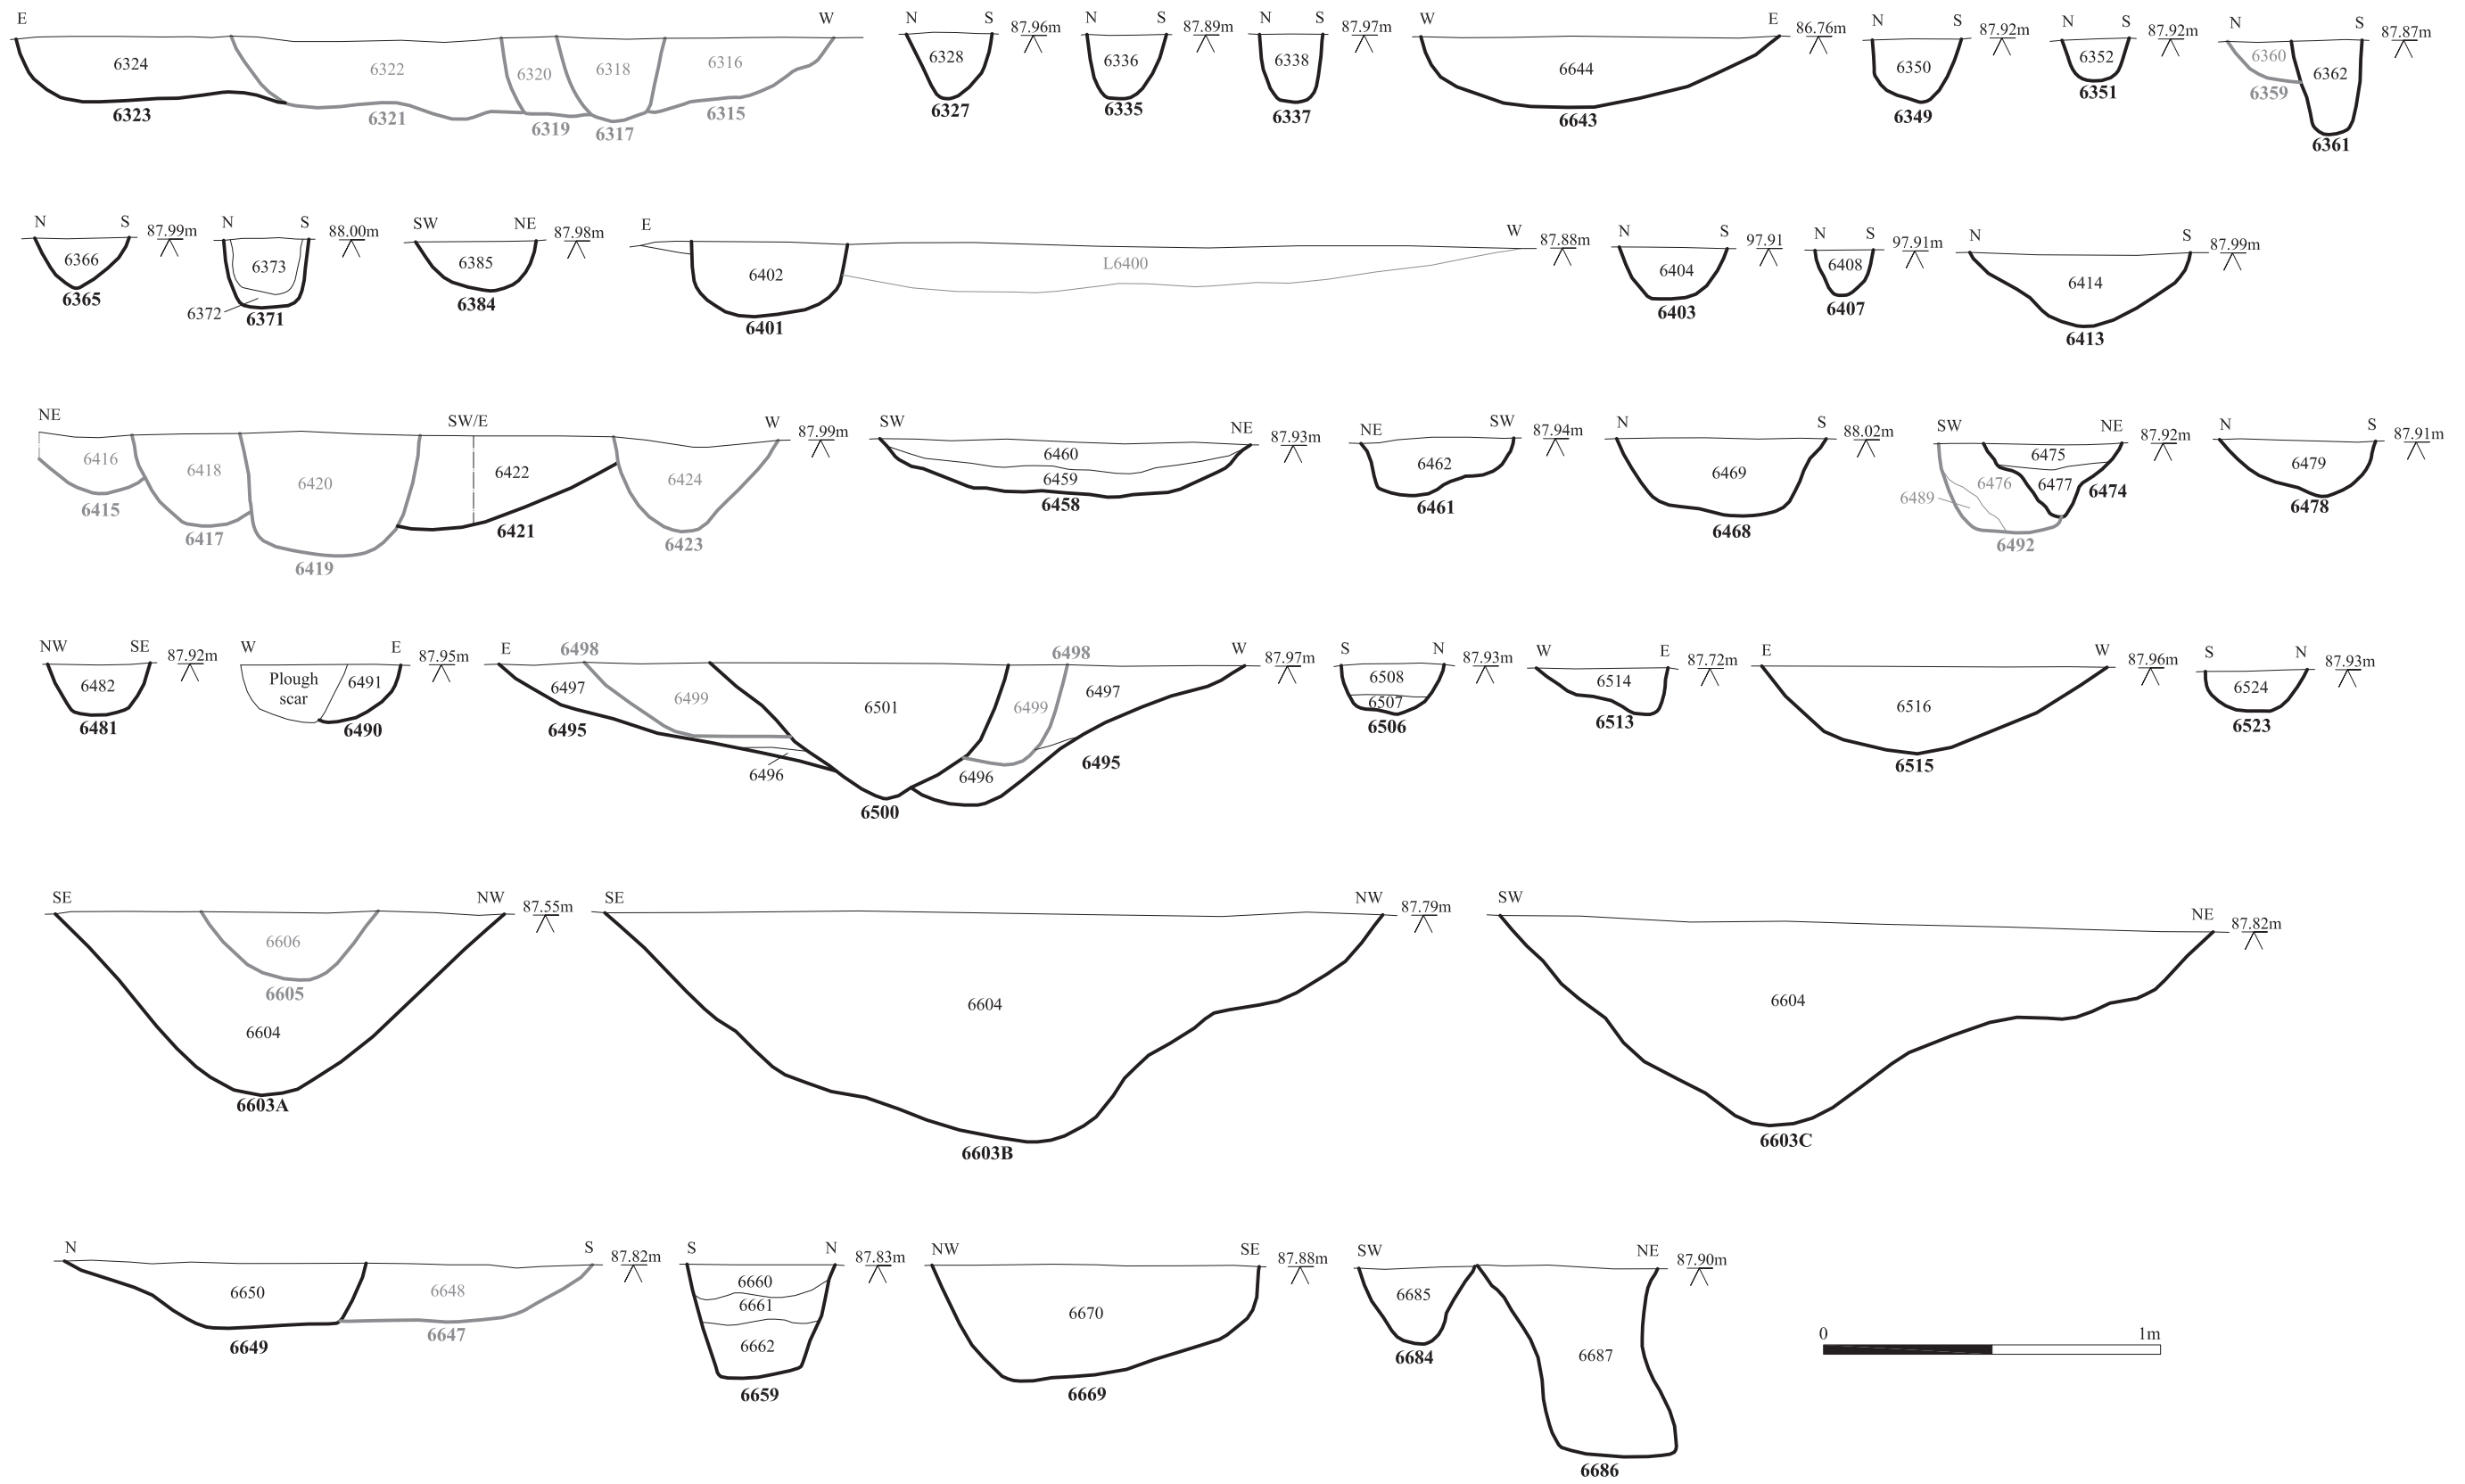 E W N S 87.96m N S 87.89m N S 87.97m W E 86.76m N S 87.92m N S 87.92m N S 87.87m
6324 6322 6320 6318 6316 6328 6336 6338 6644 6350 6352 6360 6362
6323 6321 6319 6317 6315 6327 6335 6337 6643 6349 6351 6359 6361
N S 87.99m N S 88.00m SW NE 87.98m E W 87.88m N S 97.91 N S 97.91m N S 87.99m
6366 6373 6385 6402 L6400 6404 6408 6414
6365 6372 6371 6384 6401 6403 6407 6413
NE SW/E W 87.99m SW NE 87.93m NE SW 87.94m N S 88.02m SW NE 87.92m N S 87.91m
6416 6418 6420 6422 6424 6460 6459 6462 6469 6475 6489 6476 6477 6474 6479
6415 6417 6419 6421 6423 6458 6461 6468 6492 6478
NW SE 87.92m W E 87.95m E 6498 6498 W 87.97m S N 87.93m W E 87.72m E W 87.96m S N 87.93m
6482 Plough 6491 6497 6499 6501 6499 6497 6508 6514 6516 6524
scar 6507
6481 6490 6495 6496 6496 6495 6506 6513 6515 6523
6500
SE NW 87.55m SE NW 87.79m SW NE 87.82m
6606
6605 6604 6604
6604
6603A 6603B 6603C
N S 87.82m S N 87.83m NW SE 87.88m SW NE 87.90m
6650 6648 6660 6670 6685
6661
6662 6687 0 1m
6649 6647 6659 6669 6684
6686